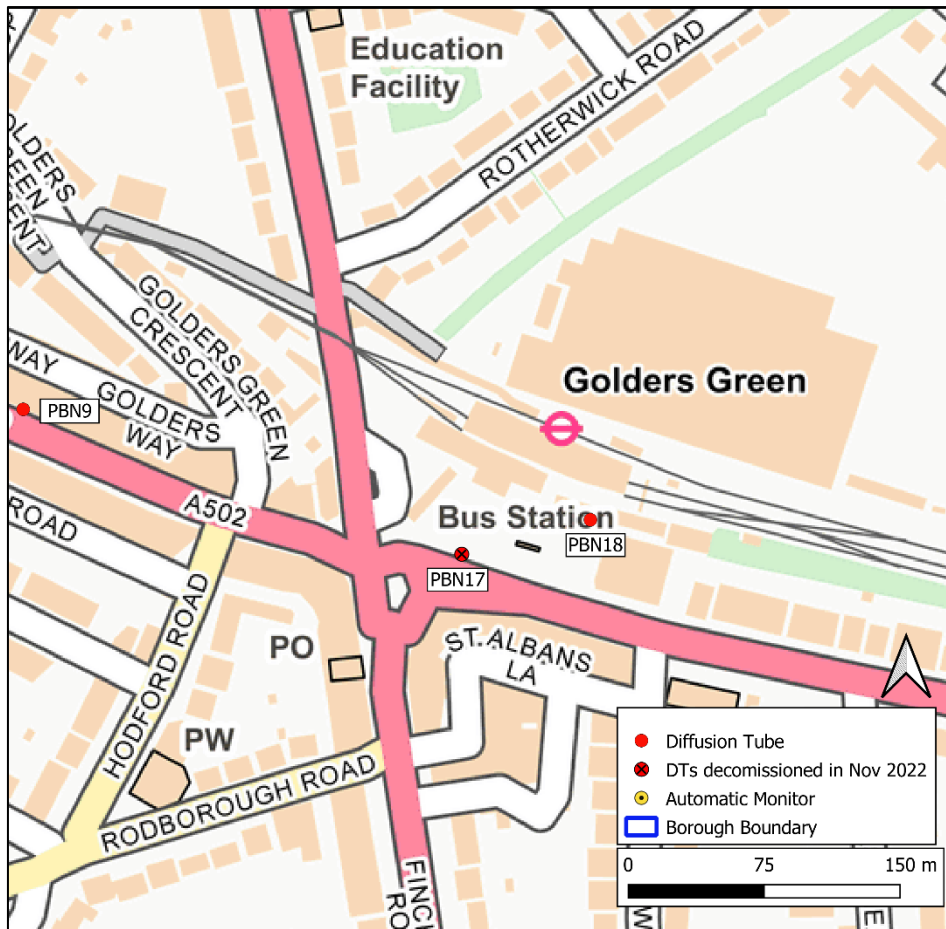 Education
Facility
ROTHERWICK ROAD
GOLDERS
GREEN
CRESCENT
GOLDERS GREEN
CRESCENT
WAY
GOLDERS
WAY
PBN9
Golders Green
A502
ROAD
Bus Station
PBN18
PBN17
HODFORD ROAD
PO
ST. ALBANS
LA
PW
RODBOROUGH ROAD
FINCH
RO
Diffusion Tube
DTs decomissioned in Nov 2022
Automatic Monitor
Borough Boundary
0 75 150 m
W
E